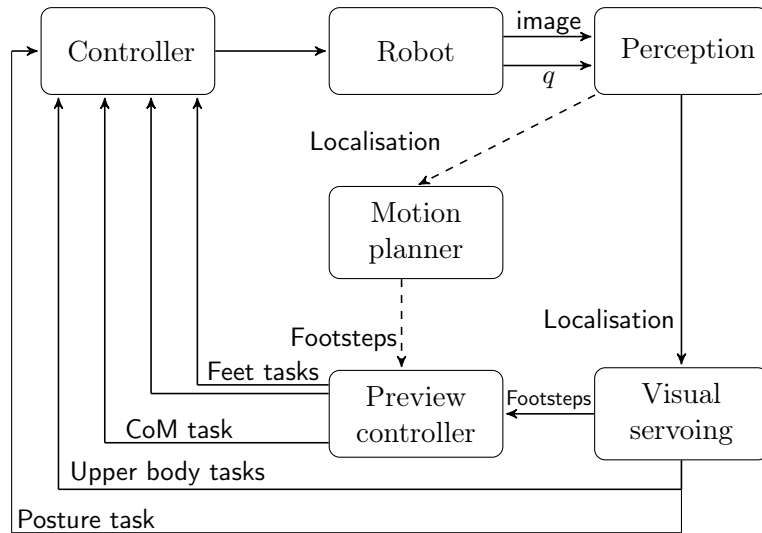 image
Controller
Robot
Perception
q
Localisation
Motion
planner
Localisation
Footsteps
Feet tasks
Footsteps
Preview
controller
Visual
servoing
CoM task
Upper body tasks
Posture task